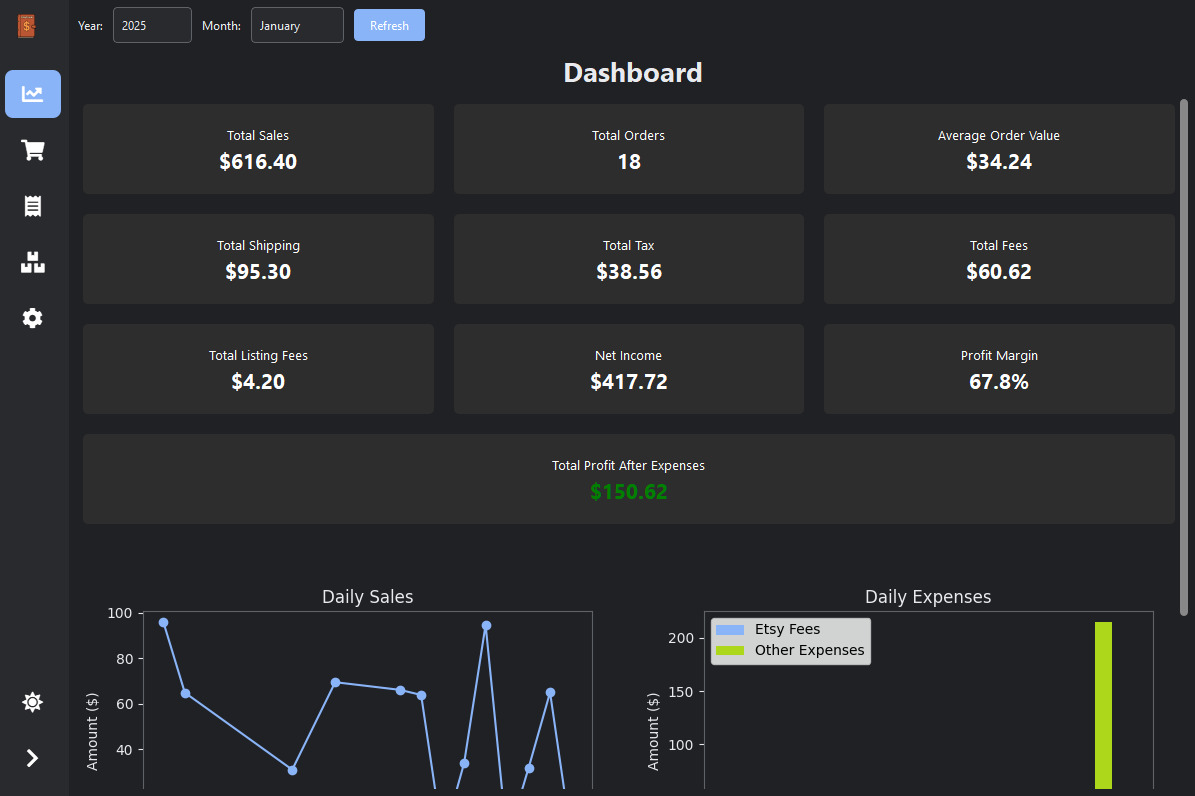 Year: 2025 Month: January Refresh
Dashboard
Total Sales
$616.40
Total Orders
18
Average Order Value
$34.24
Total Shipping
$95.30
Total Tax
$38.56
Total Fees
$60.62
Total Listing Fees
$4.20
Net Income
$417.72
Profit Margin
67.8%
Total Profit After Expenses
$150.62
Daily Sales
100
80
60
40
Amount ($)
Daily Expenses
Etsy Fees
Other Expenses
200
150
100
Amount ($)